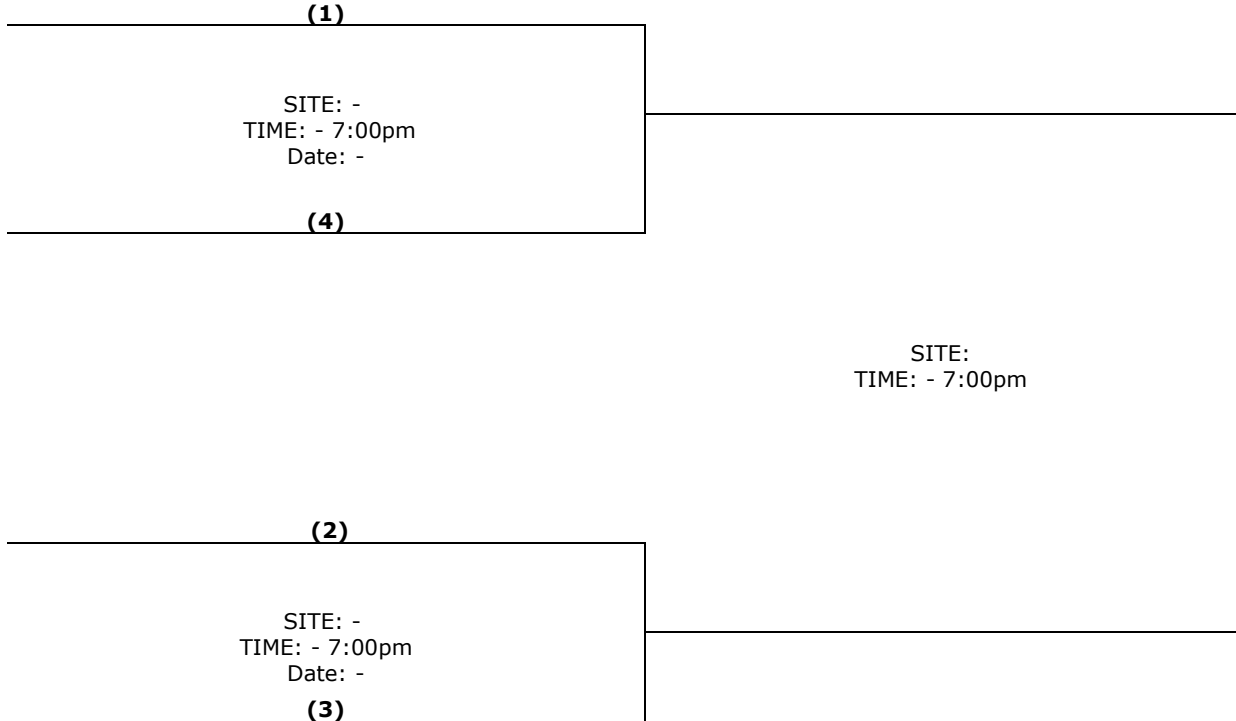 (1)
SITE: -
TIME: - 7:00pm
Date: -
(4)
SITE:
TIME: - 7:00pm
(2)
SITE: -
TIME: - 7:00pm
Date: -
(3)